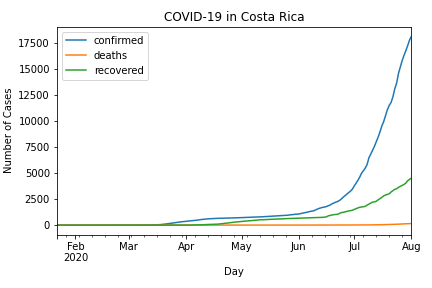 COVID-19 in Costa Rica
confirmed
deaths
recovered
Number of Cases
17500
15000
12500
10000
7500
5000
2500
0
Feb Mar Apr May Jun Jul Aug
2020
Day